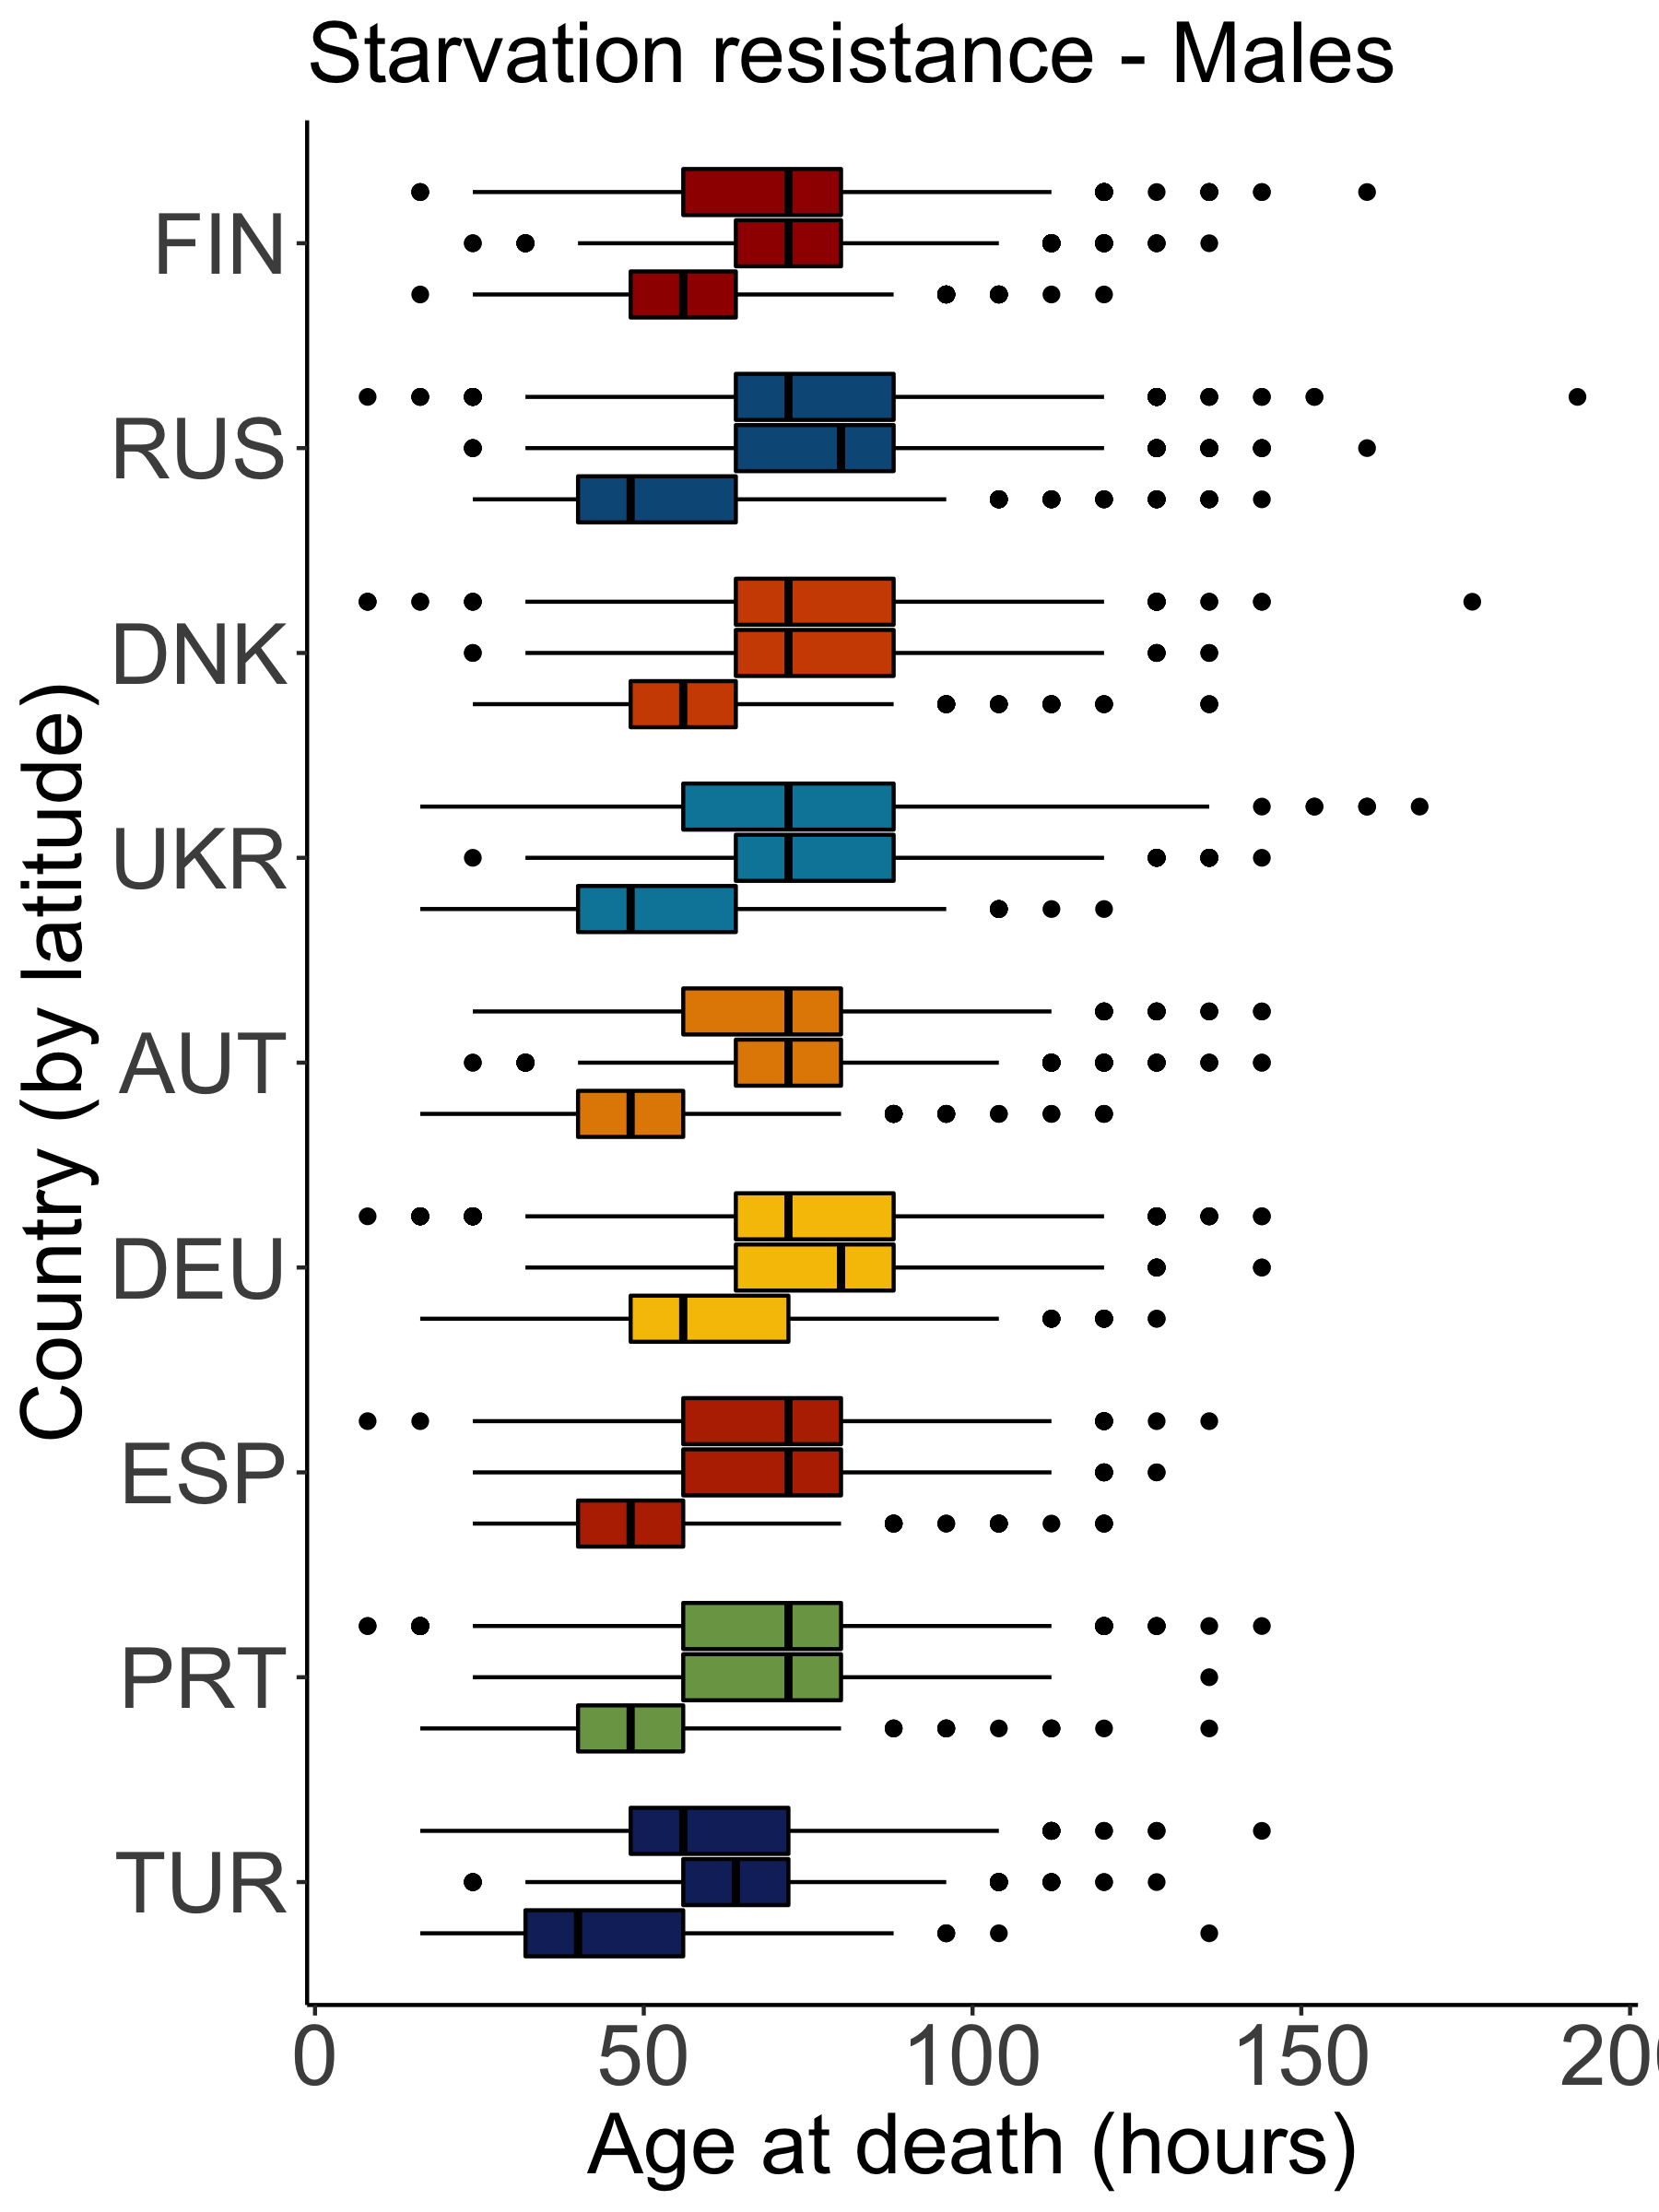 Starvation resistance - Males
Country (by latitude)
FIN
RUS
DNK
UKR
AUT
DEU
ESP
PRT
TUR
0 50 100 150 200
Age at death (hours)